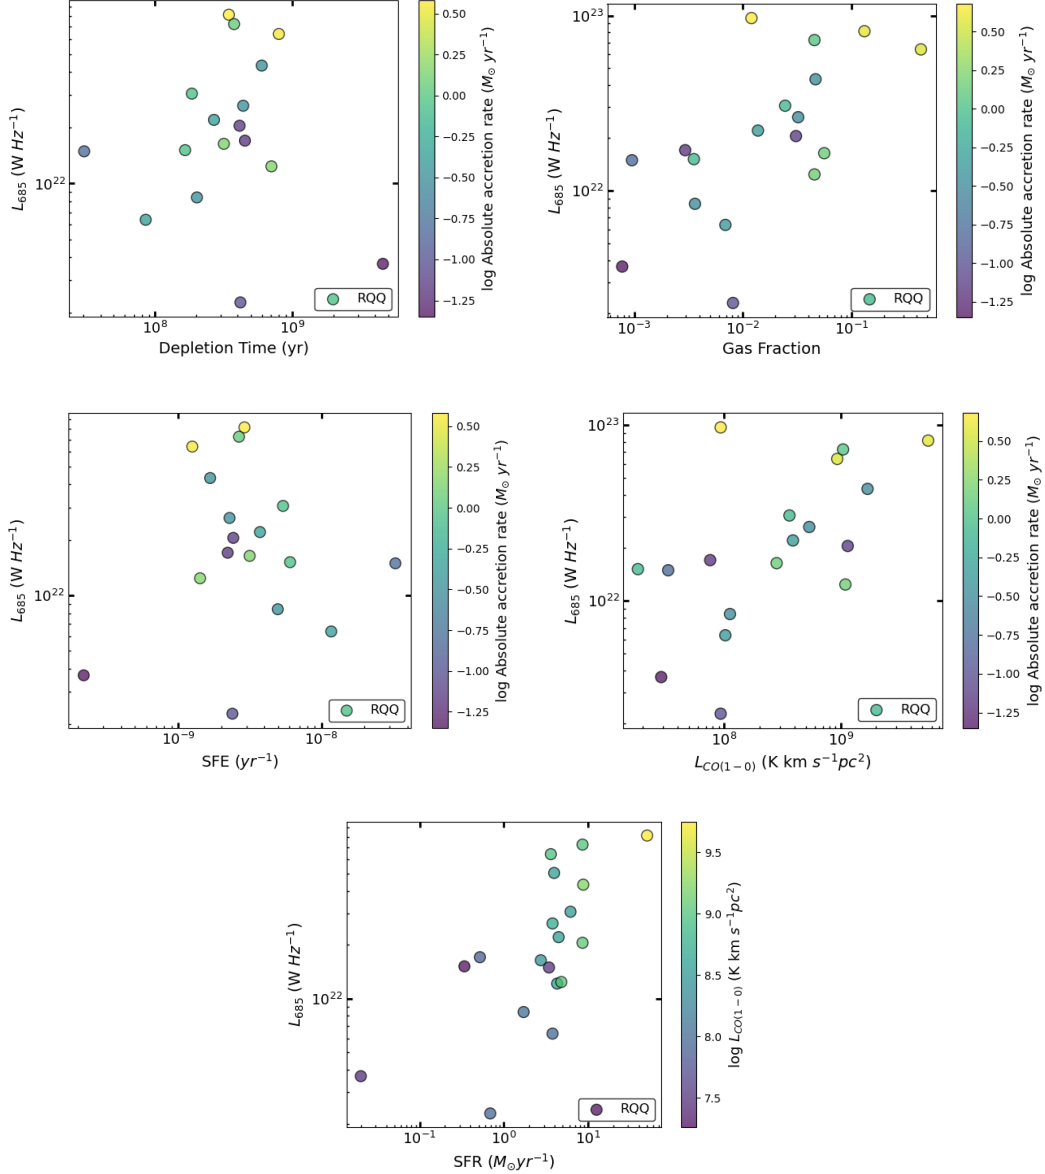 0.50
0.25
0.00
−0.25
−0.50
−0.75
−1.00
−1.25
log Absolute accretion rate (M⊙ yr⁻¹)
L₆₈₅ (W Hz⁻¹)
10²²
RQQ
10⁸ 10⁹
Depletion Time (yr)
10²³
10²²
L₆₈₅ (W Hz⁻¹)
RQQ
10⁻³ 10⁻² 10⁻¹
Gas Fraction
0.50
0.25
0.00
−0.25
−0.50
−0.75
−1.00
−1.25
log Absolute accretion rate (M⊙ yr⁻¹)
L₆₈₅ (W Hz⁻¹)
10²²
RQQ
10⁻⁹ 10⁻⁸
SFE (yr⁻¹)
0.50
0.25
0.00
−0.25
−0.50
−0.75
−1.00
−1.25
log Absolute accretion rate (M⊙ yr⁻¹)
10²³
10²²
L₆₈₅ (W Hz⁻¹)
RQQ
10⁸ 10⁹
L_CO(1−0) (K km s⁻¹pc²)
0.50
0.25
0.00
−0.25
−0.50
−0.75
−1.00
−1.25
log Absolute accretion rate (M⊙ yr⁻¹)
L₆₈₅ (W Hz⁻¹)
10²²
RQQ
10⁻¹ 10⁰ 10¹
SFR (M⊙yr⁻¹)
9.5
9.0
8.5
8.0
7.5
log L_CO(1−0) (K km s⁻¹pc²)